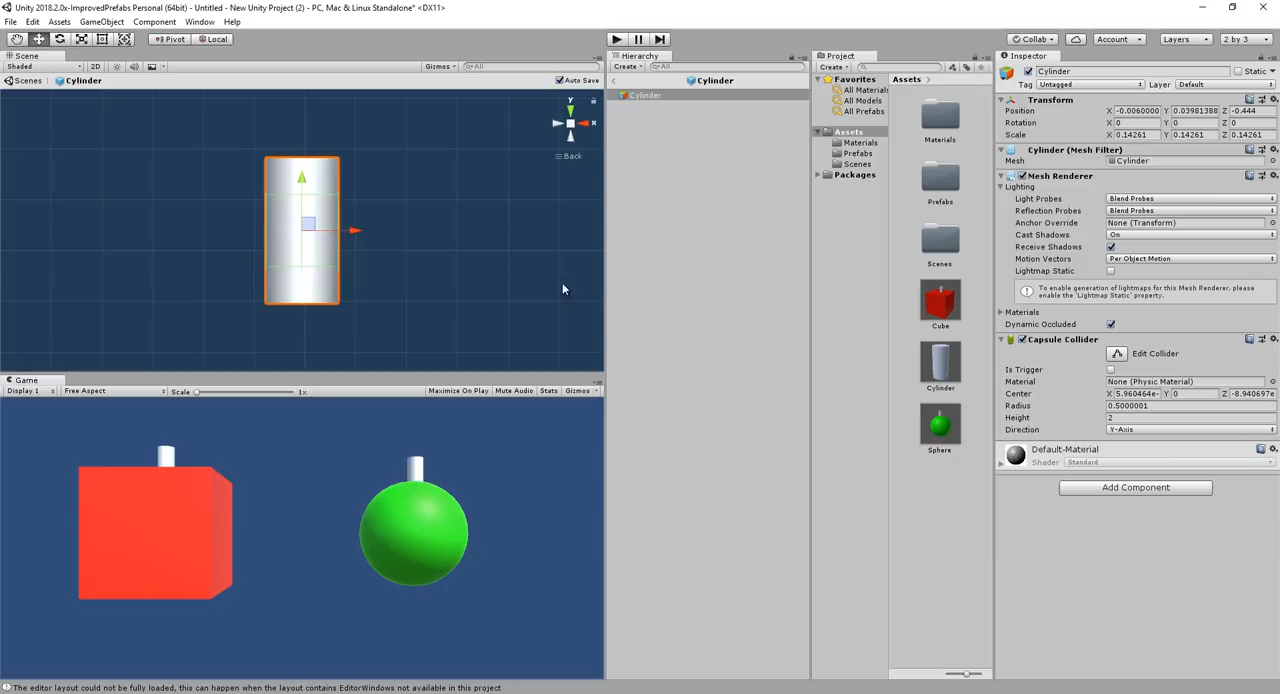 Unity 2018.2.0x-ImprovedPrefabs Personal (64bit) - Untitled - New Unity Project (2) - PC, Mac & Linux Standalone* <DX11>
File Edit Assets GameObject Component Window Help
Pivot Local Collab Account Layers 2 by 3
Scene
Shaded 2D Gizmos All
Scenes Cylinder Auto Save
y
x
Back
Game
Display 1 Free Aspect Scale 1x Maximize On Play Mute Audio Stats Gizmos
Hierarchy
Create All
Cylinder
Cylinder
Project
Create
Favorites
All Materials
All Models
All Prefabs
Assets
Materials
Prefabs
Scenes
Packages
Assets
Materials
Prefabs
Scenes
Cube
Cylinder
Sphere
Inspector
Cylinder Static
Tag Untagged Layer Default
Transform
Position X -0.0060000 Y 0.03981388 Z -0.444
Rotation X 0 Y 0 Z 0
Scale X 0.14261 Y 0.14261 Z 0.14261
Cylinder (Mesh Filter)
Mesh Cylinder
Mesh Renderer
Lighting
Light Probes Blend Probes
Reflection Probes Blend Probes
Anchor Override None (Transform)
Cast Shadows On
Receive Shadows
Motion Vectors Per Object Motion
Lightmap Static
To enable generation of lightmaps for this Mesh Renderer, please
enable the 'Lightmap Static' property.
Materials
Dynamic Occluded
Capsule Collider
Edit Collider
Is Trigger
Material None (Physic Material)
Center X 5.960464e- Y 0 Z -8.940697e
Radius 0.5000001
Height 2
Direction Y-Axis
Default-Material
Shader Standard
Add Component
The editor layout could not be fully loaded, this can happen when the layout contains EditorWindows not available in this project